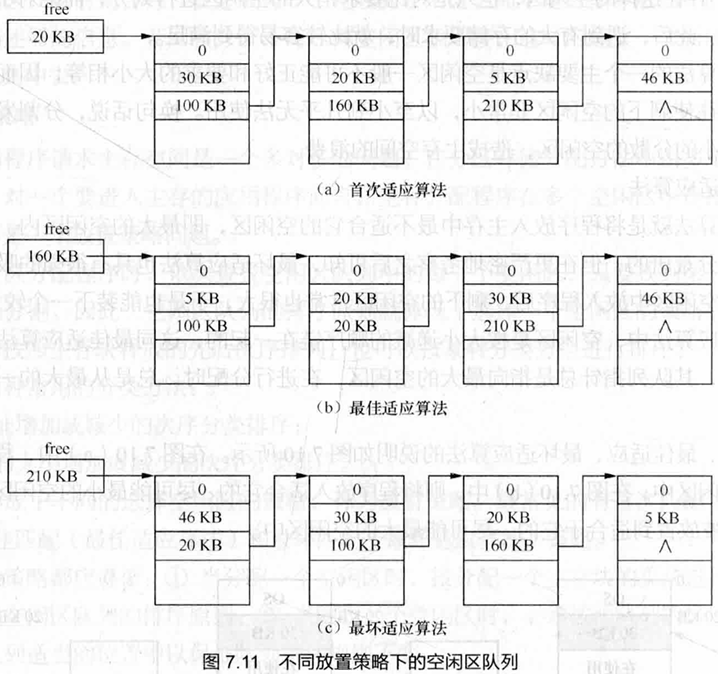 free
20 KB
0 0 0 0
30 KB 20 KB 5 KB 46 KB
100 KB 160 KB 210 KB ∧
(a) 首次适应算法
free
160 KB
0 0 0 0
5 KB 20 KB 30 KB 46 KB
100 KB 20 KB 210 KB ∧
(b) 最佳适应算法
free
210 KB
0 0 0 0
46 KB 30 KB 20 KB 5 KB
20 KB 100 KB 160 KB ∧
(c) 最坏适应算法
图 7.11 不同放置策略下的空闲区队列